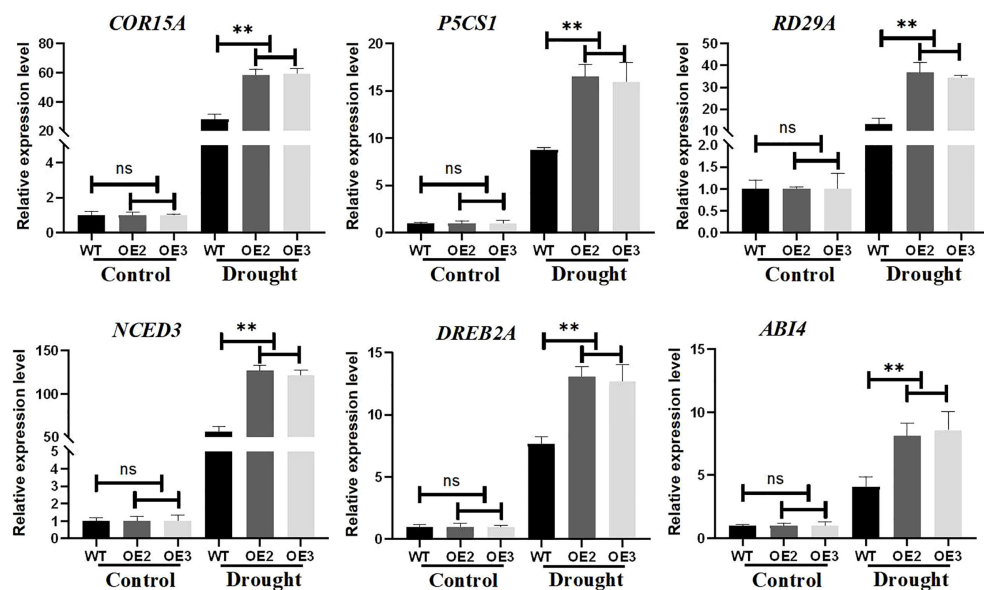 COR15A
Relative expression level
80
60
40
20
4
2
0
ns
**
WT OE2 OE3 WT OE2 OE3
Control Drought
P5CS1
Relative expression level
20
15
10
5
0
ns
**
WT OE2 OE3 WT OE2 OE3
Control Drought
RD29A
Relative expression level
50
40
30
20
10
2.0
1.5
1.0
0.5
0.0
ns
**
WT OE2 OE3 WT OE2 OE3
Control Drought
NCED3
Relative expression level
150
100
50
5
4
3
2
1
0
ns
**
WT OE2 OE3 WT OE2 OE3
Control Drought
DREB2A
Relative expression level
15
10
5
0
ns
**
WT OE2 OE3 WT OE2 OE3
Control Drought
ABI4
Relative expression level
15
10
5
0
ns
**
WT OE2 OE3 WT OE2 OE3
Control Drought